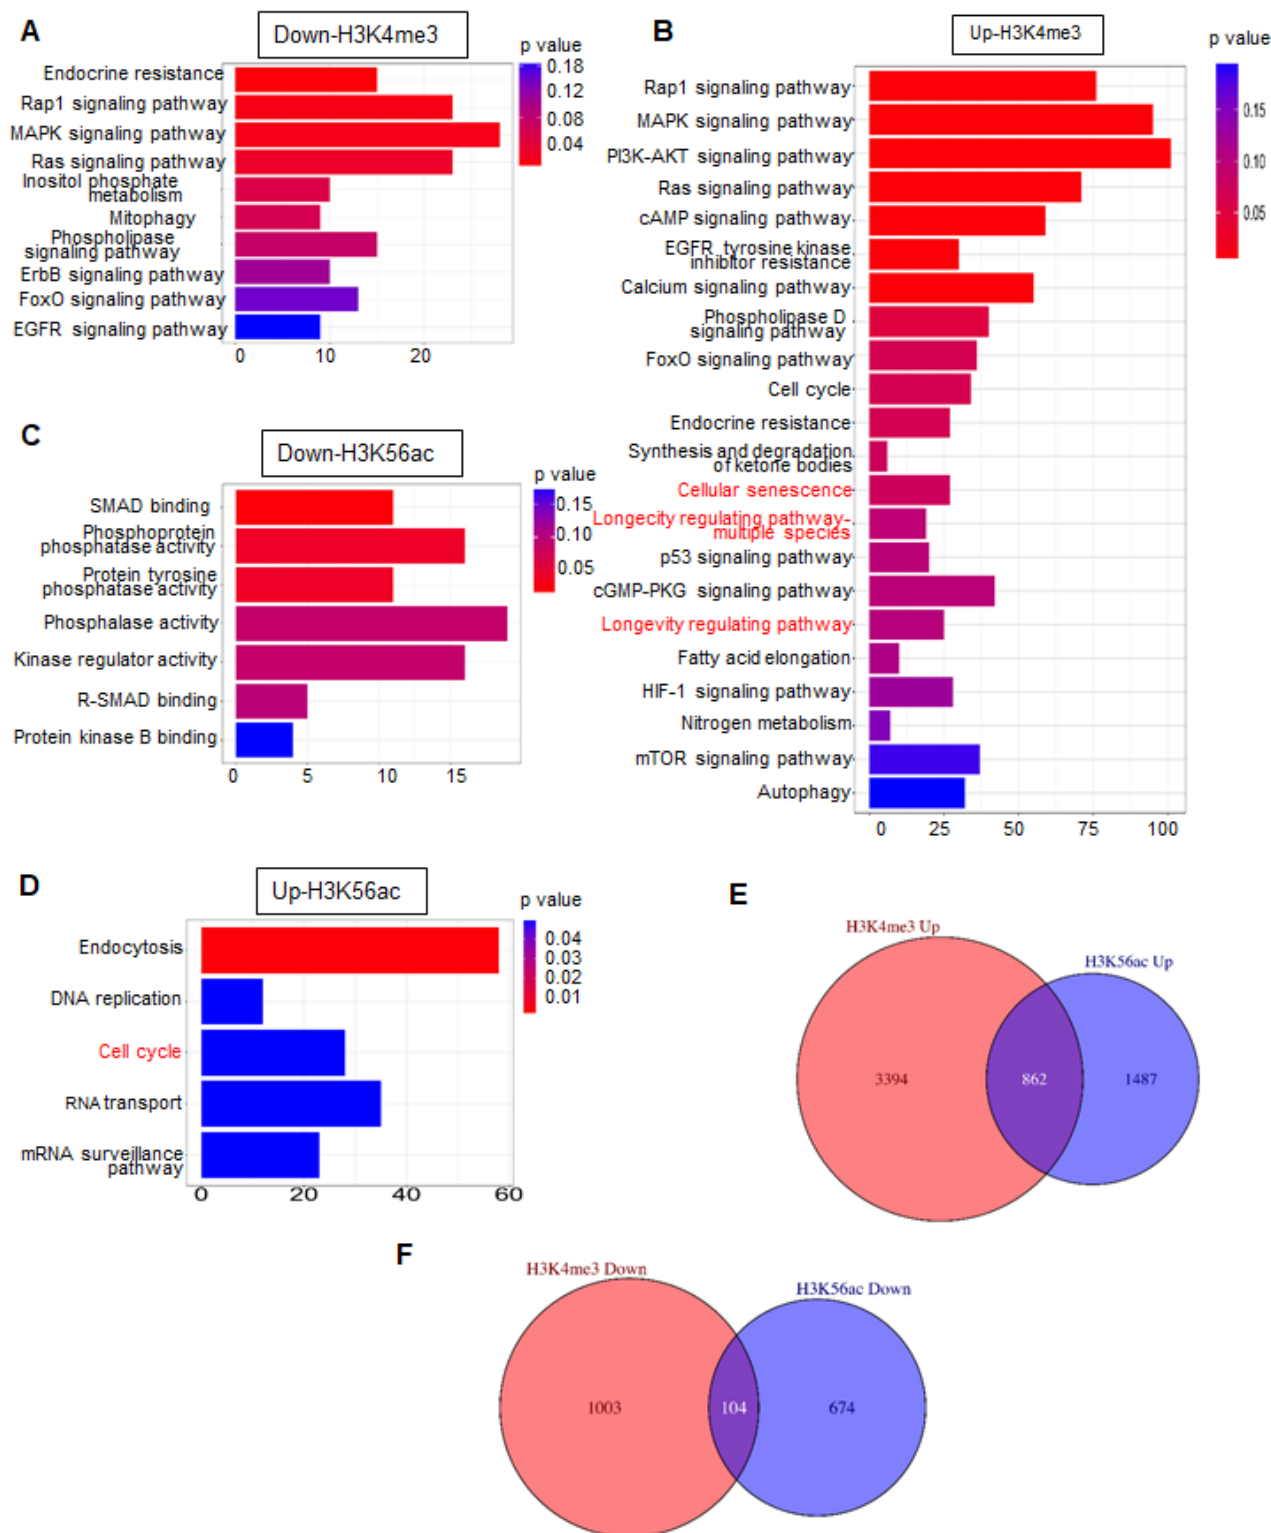 A
Down-H3K4me3
p value
0.18
0.12
0.08
0.04
Endocrine resistance
Rap1 signaling pathway
MAPK signaling pathway
Ras signaling pathway
Inositol phosphate
metabolism
Mitophagy
Phospholipase
signaling pathway
ErbB signaling pathway
FoxO signaling pathway
EGFR signaling pathway
0 10 20
B
Up-H3K4me3
p value
0.15
0.10
0.05
Rap1 signaling pathway
MAPK signaling pathway
PI3K-AKT signaling pathway
Ras signaling pathway
cAMP signaling pathway
EGFR tyrosine kinase
inhibitor resistance
Calcium signaling pathway
Phospholipase D
signaling pathway
FoxO signaling pathway
Cell cycle
Endocrine resistance
Synthesis and degradation
of ketone bodies
Cellular senescence
Longecity regulating pathway-
multiple species
p53 signaling pathway
cGMP-PKG signaling pathway
Longevity regulating pathway
Fatty acid elongation
HIF-1 signaling pathway
Nitrogen metabolism
mTOR signaling pathway
Autophagy
0 25 50 75 100
C
Down-H3K56ac
p value
0.15
0.10
0.05
SMAD binding
Phosphoprotein
phosphatase activity
Protein tyrosine
phosphatase activity
Phosphalase activity
Kinase regulator activity
R-SMAD binding
Protein kinase B binding
0 5 10 15
D
Up-H3K56ac
p value
0.04
0.03
0.02
0.01
Endocytosis
DNA replication
Cell cycle
RNA transport
mRNA surveillance
pathway
0 20 40 60
E
H3K4me3 Up
H3K56ac Up
3394 862 1487
F
H3K4me3 Down
H3K56ac Down
1003 104 674